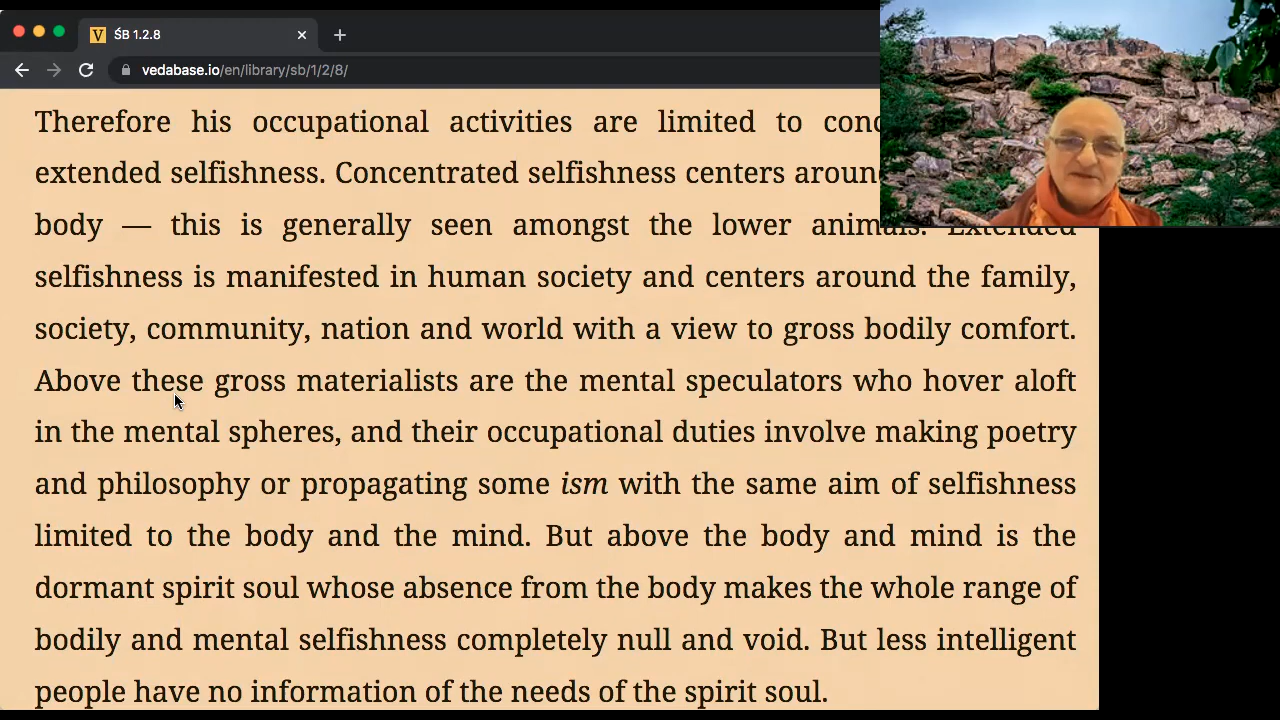 ŚB 1.2.8
vedabase.io/en/library/sb/1/2/8/
Therefore his occupational activities are limited to
extended selfishness. Concentrated selfishness centers
body — this is generally seen amongst the lower animals. Extended
selfishness is manifested in human society and centers around the family,
society, community, nation and world with a view to gross bodily comfort.
Above these gross materialists are the mental speculators who hover aloft
in the mental spheres, and their occupational duties involve making poetry
and philosophy or propagating some ism with the same aim of selfishness
limited to the body and the mind. But above the body and mind is the
dormant spirit soul whose absence from the body makes the whole range of
bodily and mental selfishness completely null and void. But less intelligent
people have no information of the needs of the spirit soul.